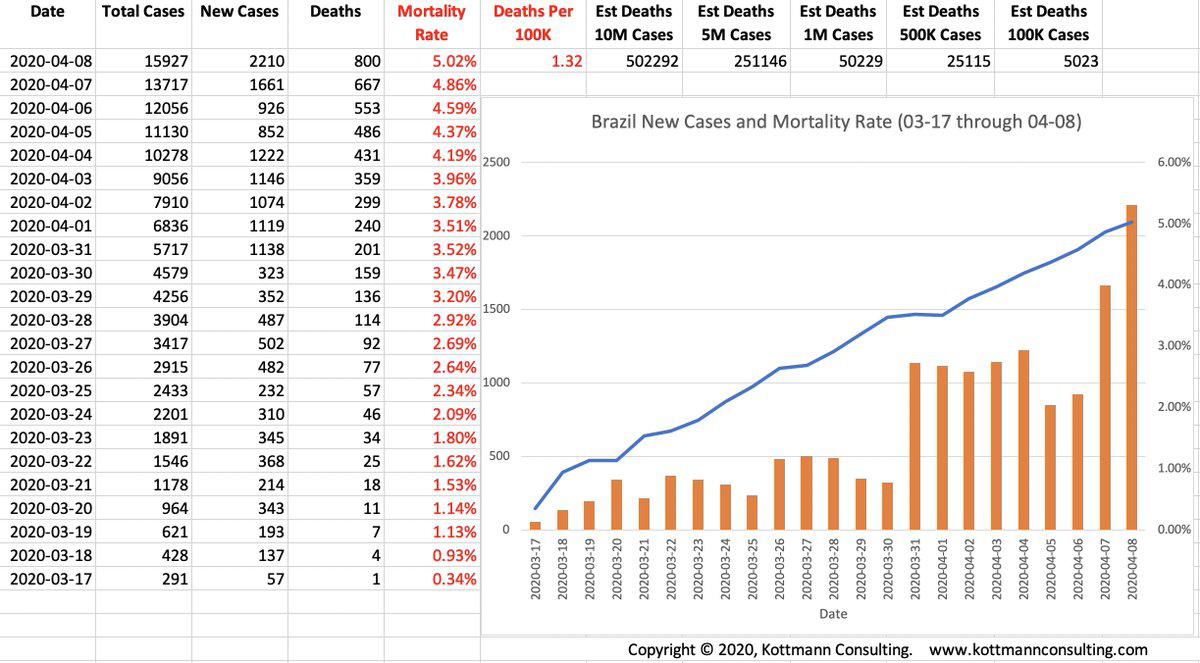 Date Total Cases New Cases Deaths Mortality Rate Deaths Per 100K Est Deaths 10M Cases Est Deaths 5M Cases Est Deaths 1M Cases Est Deaths 500K Cases Est Deaths 100K Cases
2020-04-08 15927 2210 800 5.02% 1.32 502292 251146 50229 25115 5023
2020-04-07 13717 1661 667 4.86%
2020-04-06 12056 926 553 4.59%
2020-04-05 11130 852 486 4.37%
2020-04-04 10278 1222 431 4.19%
2020-04-03 9056 1146 359 3.96%
2020-04-02 7910 1074 299 3.78%
2020-04-01 6836 1119 240 3.51%
2020-03-31 5717 1138 201 3.52%
2020-03-30 4579 323 159 3.47%
2020-03-29 4256 352 136 3.20%
2020-03-28 3904 487 114 2.92%
2020-03-27 3417 502 92 2.69%
2020-03-26 2915 482 77 2.64%
2020-03-25 2433 232 57 2.34%
2020-03-24 2201 310 46 2.09%
2020-03-23 1891 345 34 1.80%
2020-03-22 1546 368 25 1.62%
2020-03-21 1178 214 18 1.53%
2020-03-20 964 343 11 1.14%
2020-03-19 621 193 7 1.13%
2020-03-18 428 137 4 0.93%
2020-03-17 291 57 1 0.34%
Brazil New Cases and Mortality Rate (03-17 through 04-08)
2500 6.00%
5.00%
2000
4.00%
1500
3.00%
1000
2.00%
500
1.00%
0 0.00%
2020-03-17 2020-03-18 2020-03-19 2020-03-20 2020-03-21 2020-03-22 2020-03-23 2020-03-24 2020-03-25 2020-03-26 2020-03-27 2020-03-28 2020-03-29 2020-03-30 2020-03-31 2020-04-01 2020-04-02 2020-04-03 2020-04-04 2020-04-05 2020-04-06 2020-04-07 2020-04-08
Date
Copyright © 2020, Kottmann Consulting. www.kottmannconsulting.com